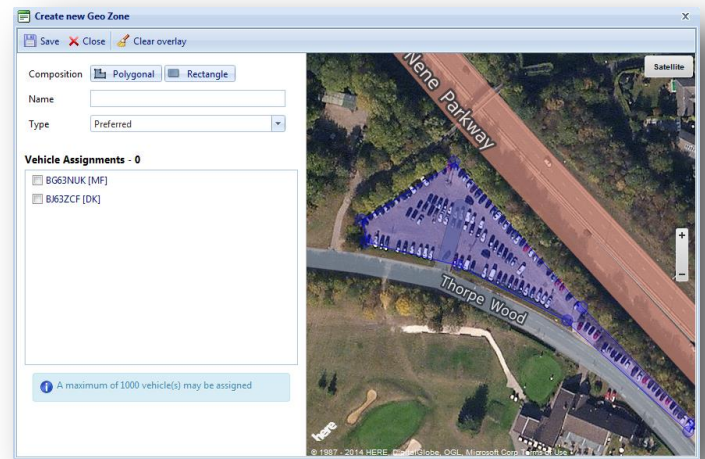 Create new Geo Zone X
Save Close Clear overlay
Composition Polygonal Rectangle
Name
Type Preferred
Vehicle Assignments - 0
BG63NUK [MF]
BJ63ZCF [DK]
A maximum of 1000 vehicle(s) may be assigned
Satellite
Nene Parkway
+
-
Thorpe Wood
here
© 1987 - 2014 HERE, DigitalGlobe, OGL, Microsoft Corp Terms of Use